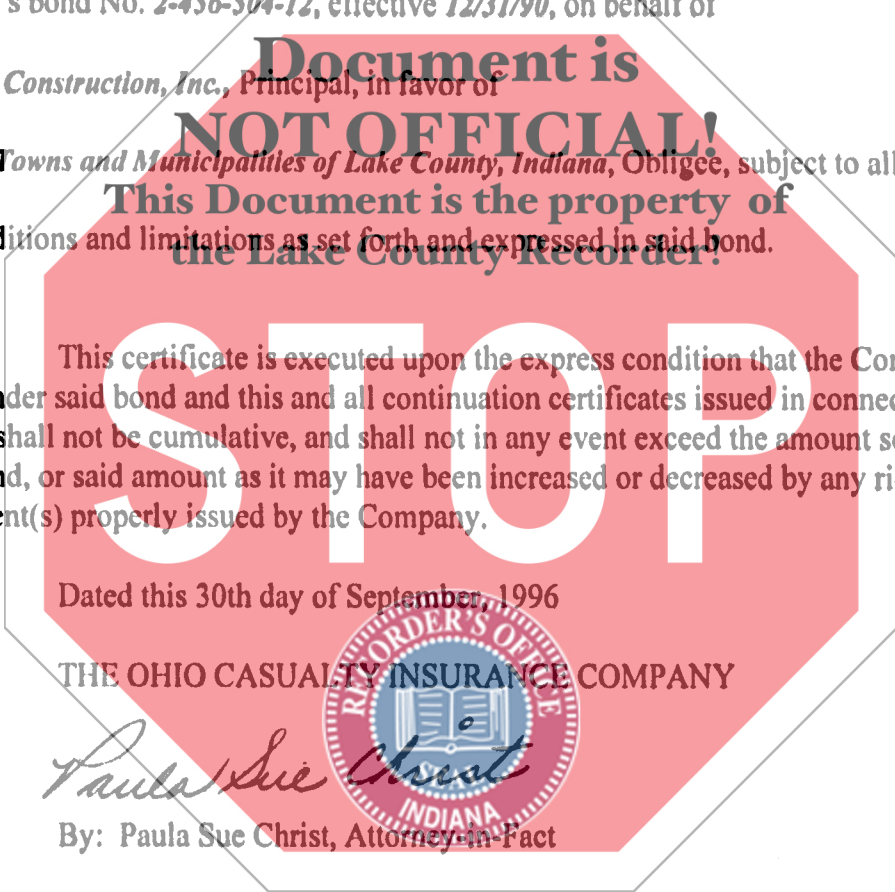 's bond No. 2-456-504-12, effective 12/31/90, on behalf of
Document is
Construction, Inc., Principal, in favor of
NOT OFFICIAL!
Towns and Municipalities of Lake County, Indiana, Obligee, subject to all
This Document is the property of
ditions and limitations as set forth and expressed in said bond.
the Lake County Recorder!
STOP
This certificate is executed upon the express condition that the Co
der said bond and this and all continuation certificates issued in connec
shall not be cumulative, and shall not in any event exceed the amount se
d, or said amount as it may have been increased or decreased by any ri
nt(s) properly issued by the Company.
Dated this 30th day of September, 1996
RECORDER'S OFFICE
THE OHIO CASUALTY INSURANCE COMPANY
Paula Sue Christ
SEAL
INDIANA
By: Paula Sue Christ, Attorney-in-Fact